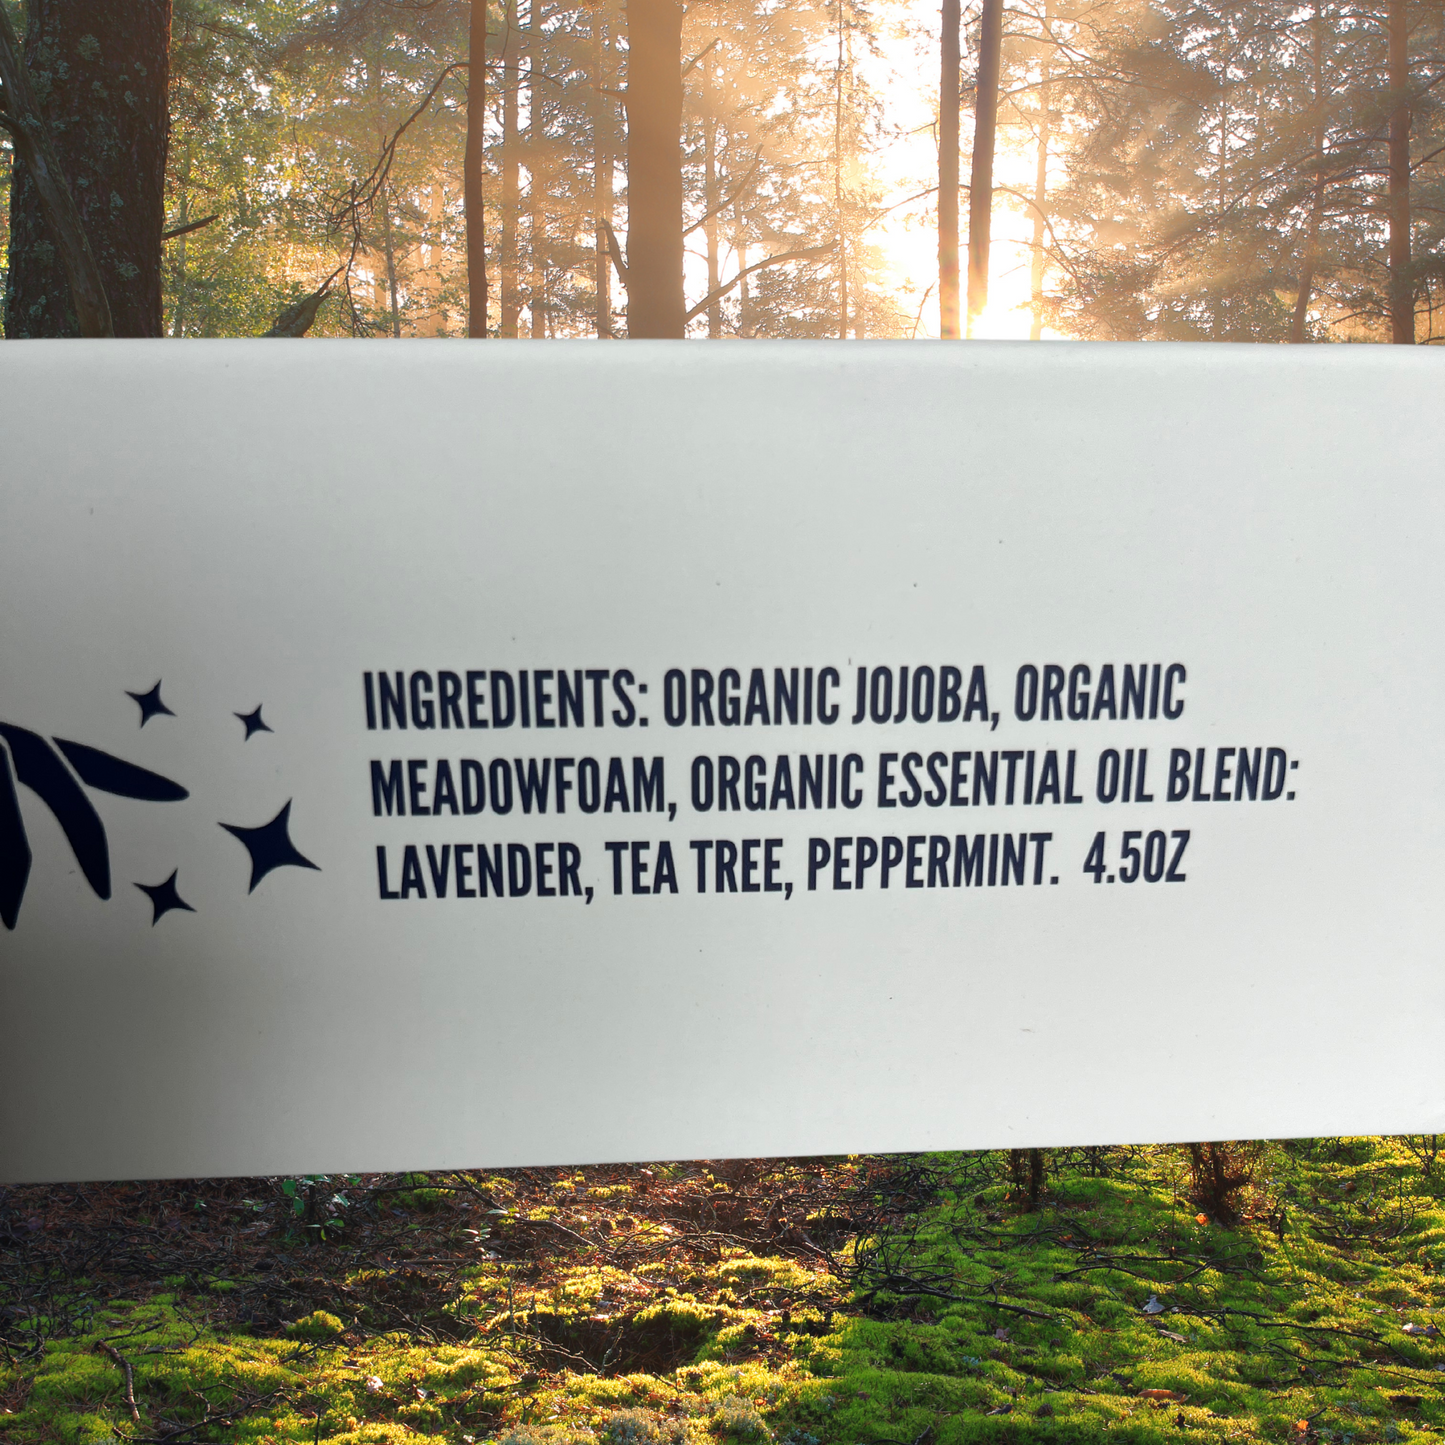 INGREDIENTS: ORGANIC JOJOBA, ORGANIC
MEADOWFOAM, ORGANIC ESSENTIAL OIL BLEND:
LAVENDER, TEA TREE, PEPPERMINT. 4.5OZ